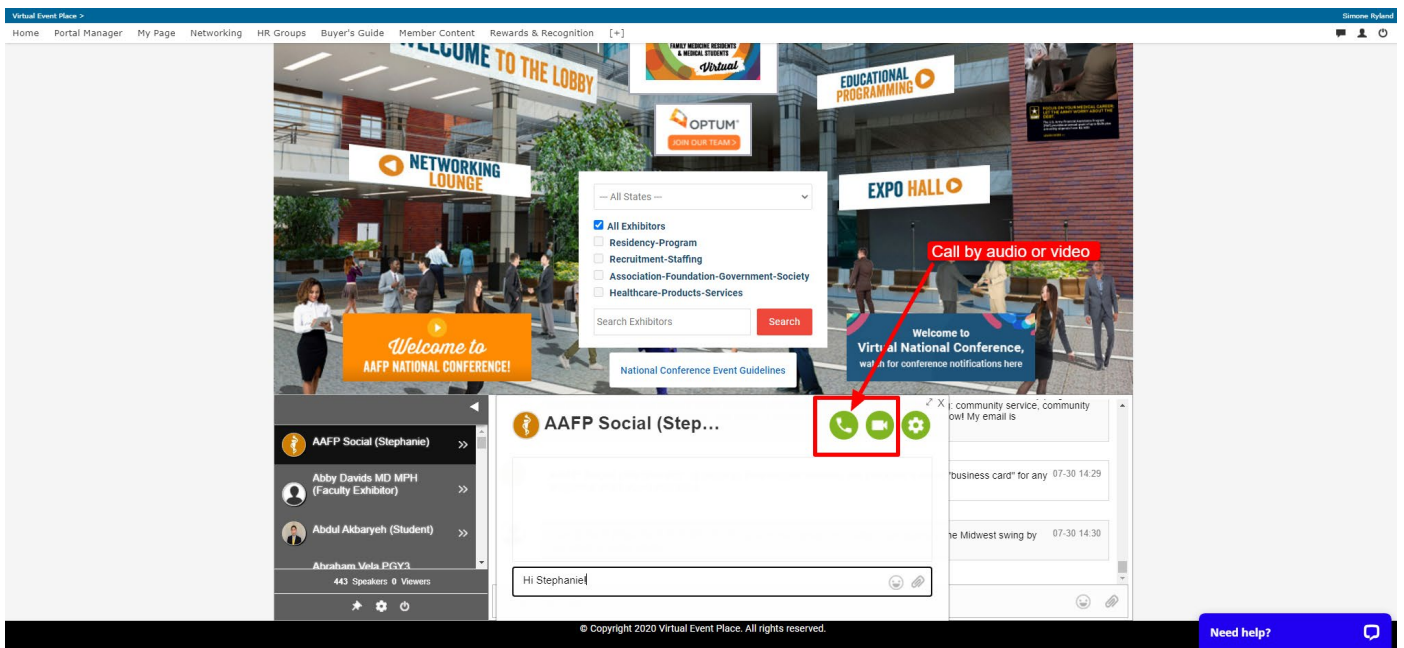 Virtual Event Place >
Simone Ryland
Home Portal Manager My Page Networking HR Groups Buyer's Guide Member Content Rewards & Recognition [+]
WELCOME TO THE LOBBY
FAMILY MEDICINE RESIDENTS
& MEDICAL STUDENTS
Virtual
EDUCATIONAL
PROGRAMMING
OPTUM
JOIN OUR TEAM >
NETWORKING
LOUNGE
EXPO HALL
--- All States ---
All Exhibitors
Residency-Program
Recruitment-Staffing
Association-Foundation-Government-Society
Healthcare-Products-Services
Search Exhibitors
Search
Call by audio or video
Welcome to
AAFP NATIONAL CONFERENCE!
National Conference Event Guidelines
Welcome to
Virtual National Conference,
watch for conference notifications here
AAFP Social (Stephanie)
Abby Davids MD MPH
(Faculty Exhibitor)
Abdul Akbaryeh (Student)
Abraham Vela PGY3
443 Speakers 0 Viewers
AAFP Social (Step...
X
Hi Stephanie!
: community service, community
ow! My email is
"business card" for any 07-30 14:29
he Midwest swing by 07-30 14:30
© Copyright 2020 Virtual Event Place. All rights reserved.
Need help?